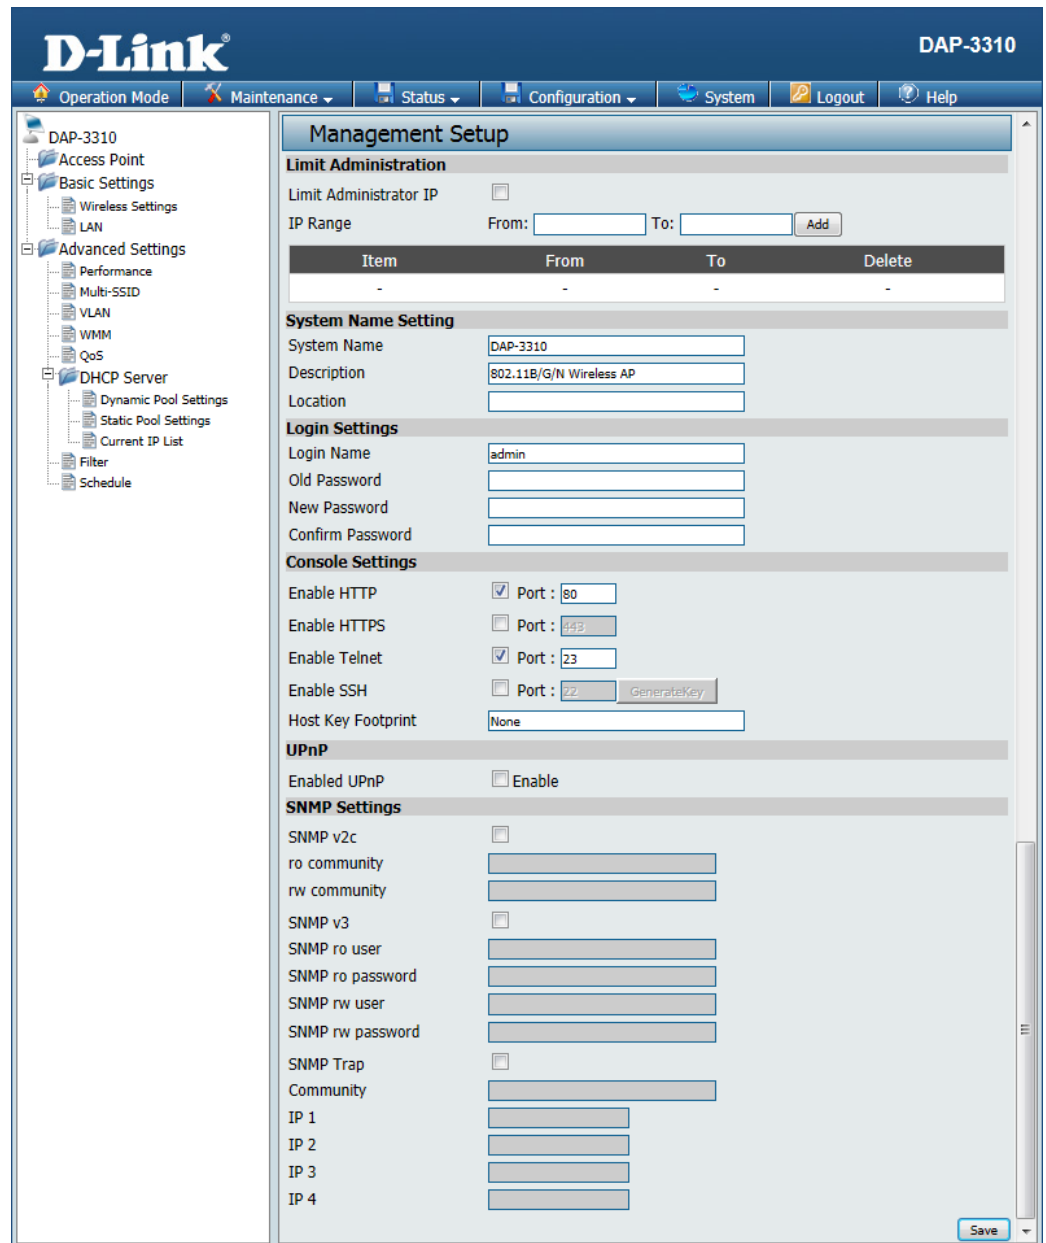 D-Link®
DAP-3310
Operation Mode Maintenance Status Configuration System Logout Help
DAP-3310
Access Point
Basic Settings
Wireless Settings
LAN
Advanced Settings
Performance
Multi-SSID
VLAN
WMM
QoS
DHCP Server
Dynamic Pool Settings
Static Pool Settings
Current IP List
Filter
Schedule
Management Setup
Limit Administration
Limit Administrator IP
IP Range From: To: Add
Item From To Delete
- - - -
System Name Setting
System Name DAP-3310
Description 802.11B/G/N Wireless AP
Location
Login Settings
Login Name admin
Old Password
New Password
Confirm Password
Console Settings
Enable HTTP Port : 80
Enable HTTPS Port : 443
Enable Telnet Port : 23
Enable SSH Port : 22 GenerateKey
Host Key Footprint None
UPnP
Enabled UPnP Enable
SNMP Settings
SNMP v2c
ro community
rw community
SNMP v3
SNMP ro user
SNMP ro password
SNMP rw user
SNMP rw password
SNMP Trap
Community
IP 1
IP 2
IP 3
IP 4
Save